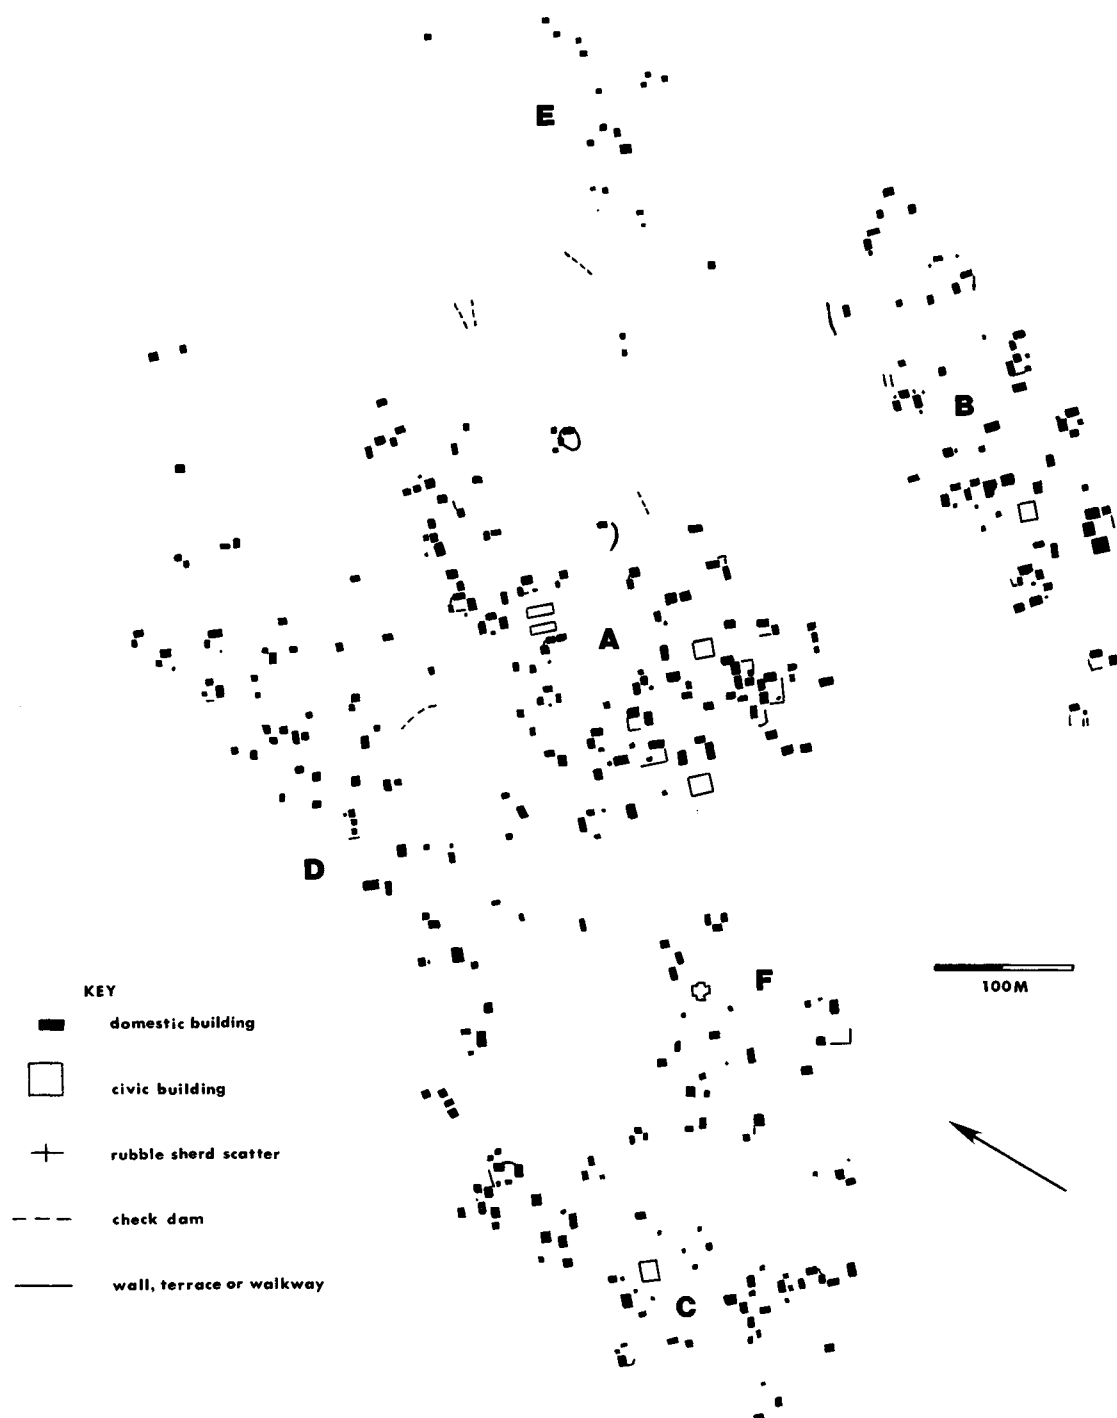 E
B
A
D
F
100M
KEY
domestic building
civic building
rubble sherd scatter
check dam
wall, terrace or walkway
C